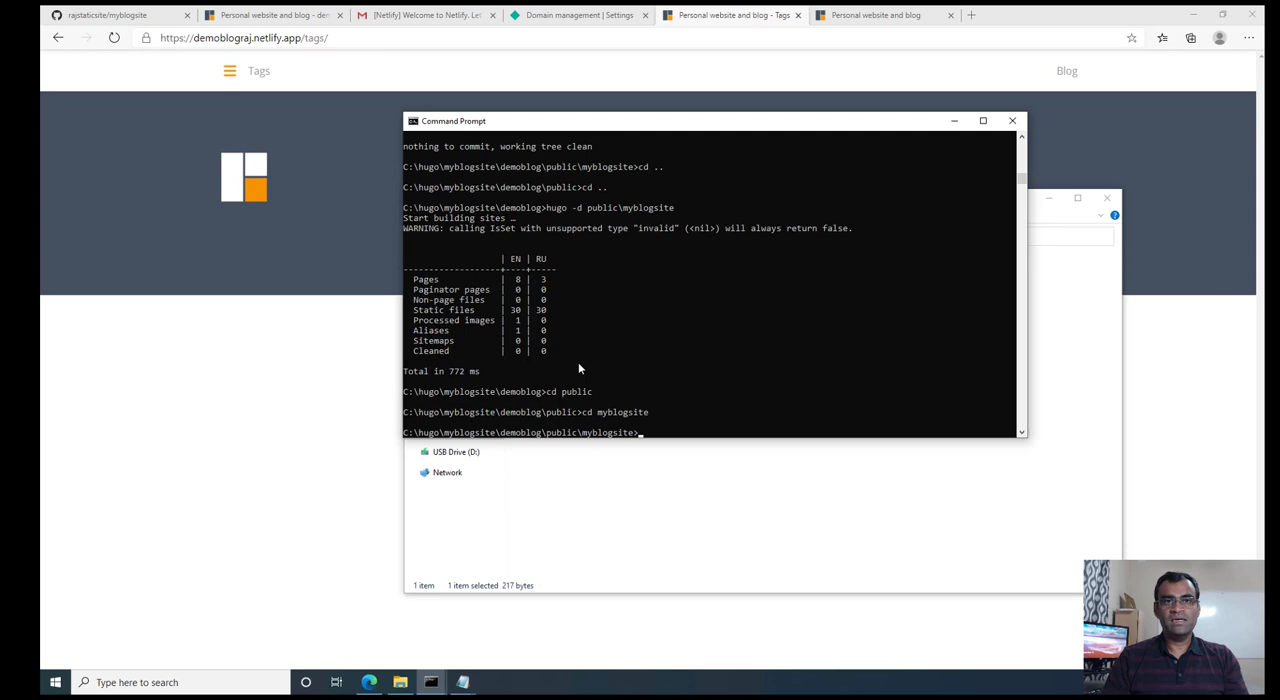 rajstaticsite/myblogsite
Personal website and blog - den
[Netlify] Welcome to Netlify. Let
Domain management | Settings
Personal website and blog - Tags
Personal website and blog
https://demoblograj.netlify.app/tags/
Tags
Blog
Command Prompt
nothing to commit, working tree clean
C:\hugo\myblogsite\demoblog\public\myblogsite>cd ..
C:\hugo\myblogsite\demoblog\public>cd ..
C:\hugo\myblogsite\demoblog>hugo -d public\myblogsite
Start building sites …
WARNING: calling IsSet with unsupported type "invalid" (<nil>) will always return false.
| EN | RU
-------------------+----+-----
Pages | 8 | 3
Paginator pages | 0 | 0
Non-page files | 0 | 0
Static files | 30 | 30
Processed images | 1 | 0
Aliases | 1 | 0
Sitemaps | 0 | 0
Cleaned | 0 | 0
Total in 772 ms
C:\hugo\myblogsite\demoblog>cd public
C:\hugo\myblogsite\demoblog\public>cd myblogsite
C:\hugo\myblogsite\demoblog\public\myblogsite>
USB Drive (D:)
Network
1 item 1 item selected 217 bytes
Type here to search